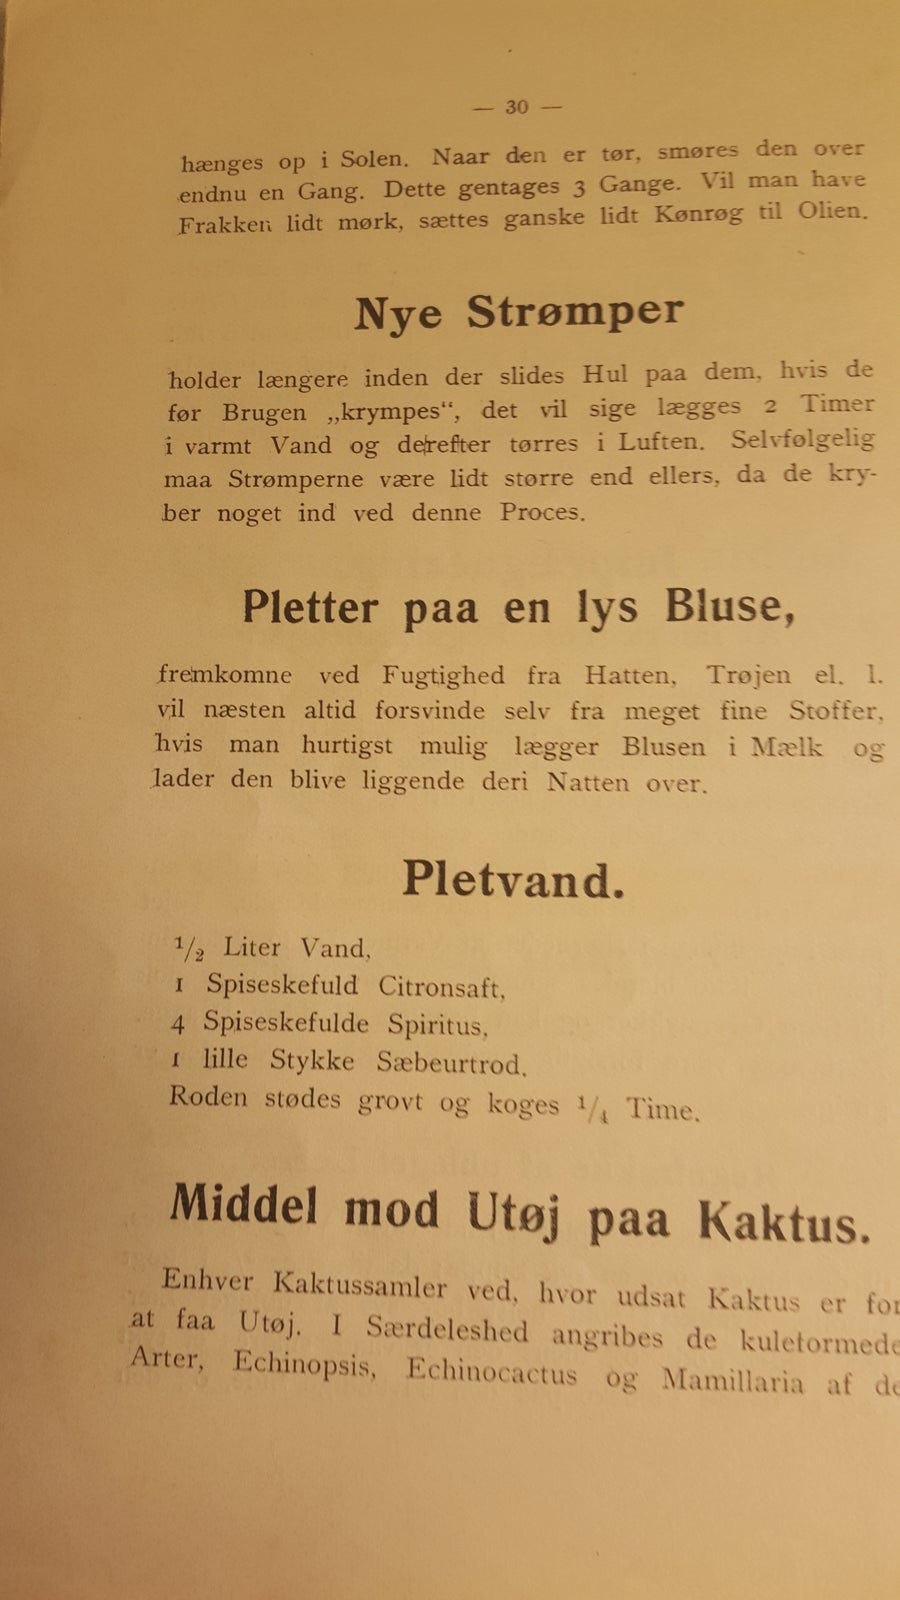 — 30 —
hænges op i Solen. Naar den er tør, smøres den over
endnu en Gang. Dette gentages 3 Gange. Vil man have
Frakken lidt mørk, sættes ganske lidt Kønrøg til Olien.
Nye Strømper
holder længere inden der slides Hul paa dem, hvis de
før Brugen „krympes“, det vil sige lægges 2 Timer
i varmt Vand og derefter tørres i Luften. Selvfølgelig
maa Strømperne være lidt større end ellers, da de kry-
ber noget ind ved denne Proces.
Pletter paa en lys Bluse,
fremkomne ved Fugtighed fra Hatten, Trøjen el. l.
vil næsten altid forsvinde selv fra meget fine Stoffer,
hvis man hurtigst mulig lægger Blusen i Mælk og
lader den blive liggende deri Natten over.
Pletvand.
1/2 Liter Vand,
1 Spiseskefuld Citronsaft,
4 Spiseskefulde Spiritus,
1 lille Stykke Sæbeurtrod,
Roden stødes grovt og koges 1/4 Time.
Middel mod Utøj paa Kaktus.
Enhver Kaktussamler ved, hvor udsat Kaktus er for
at faa Utøj. I Særdeleshed angribes de kuleformede
Arter, Echinopsis, Echinocactus og Mamillaria af de